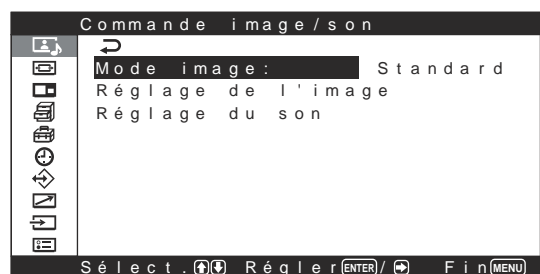 Commande image/son
Mode image: Standard
Réglage de l'image
Réglage du son
Sélect. Régler ENTER / Fin MENU